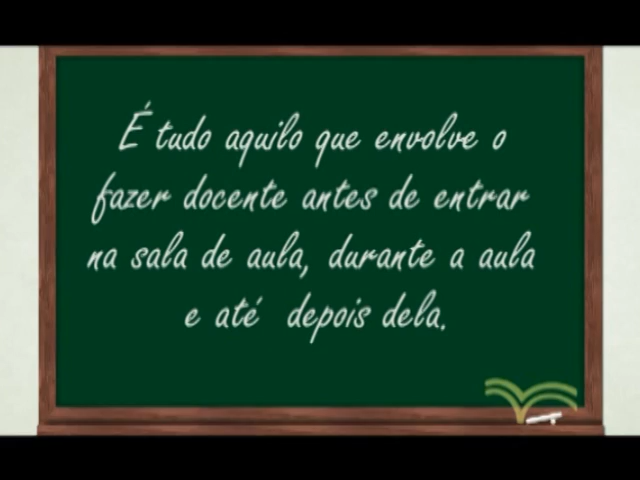 É tudo aquilo que envolve o
fazer docente antes de entrar
na sala de aula, durante a aula
e até depois dela.